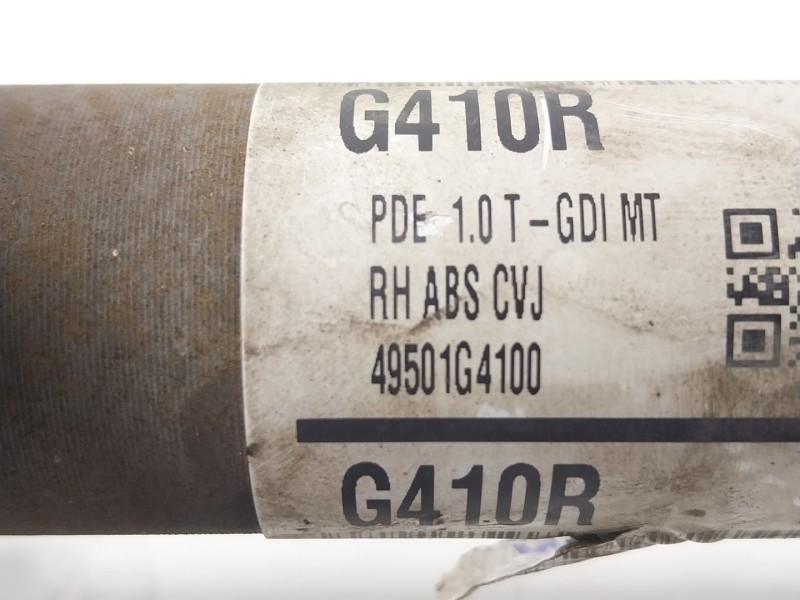 G410R
PDE 1.0 T-GDI MT
RH ABS CVJ
49501G4100
G410R